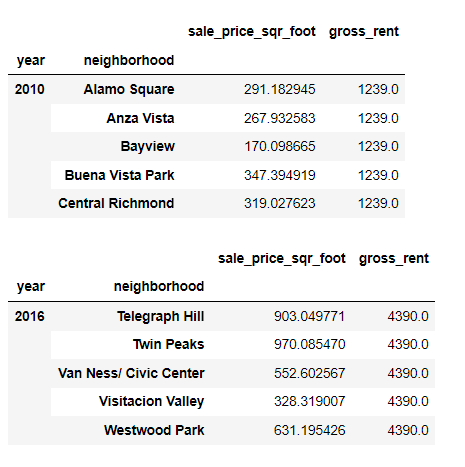 sale_price_sqr_foot gross_rent
year neighborhood
2010 Alamo Square 291.182945 1239.0
Anza Vista 267.932583 1239.0
Bayview 170.098665 1239.0
Buena Vista Park 347.394919 1239.0
Central Richmond 319.027623 1239.0
sale_price_sqr_foot gross_rent
year neighborhood
2016 Telegraph Hill 903.049771 4390.0
Twin Peaks 970.085470 4390.0
Van Ness/ Civic Center 552.602567 4390.0
Visitacion Valley 328.319007 4390.0
Westwood Park 631.195426 4390.0